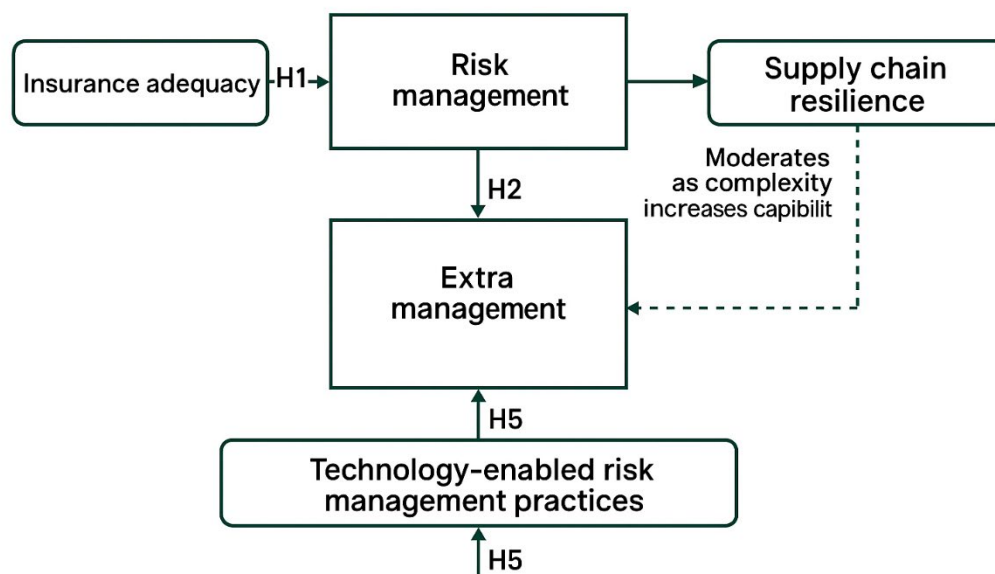 Insurance adequacy
H1
Risk
management
Supply chain
resilience
Moderates
as complexity
increases capibilit
H2
Extra
management
H5
Technology-enabled risk
management practices
H5